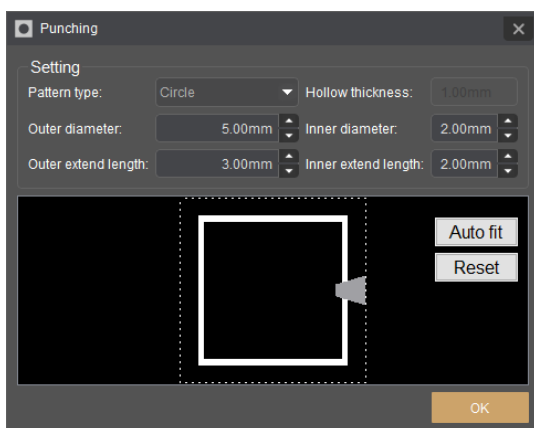 Punching
Setting
Pattern type: Circle Hollow thickness: 1.00mm
Outer diameter: 5.00mm Inner diameter: 2.00mm
Outer extend length: 3.00mm Inner extend length: 2.00mm
Auto fit
Reset
OK